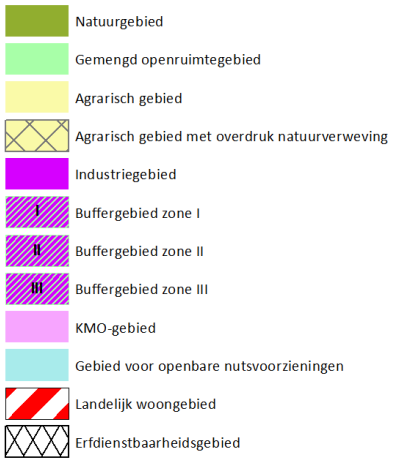 Natuurgebied
Gemengd openruimtegebied
Agrarisch gebied
Agrarisch gebied met overdruk natuurverweving
Industriegebied
I Buffergebied zone I
II Buffergebied zone II
III Buffergebied zone III
KMO-gebied
Gebied voor openbare nutsvoorzieningen
Landelijk woongebied
Erfdienstbaarheidsgebied